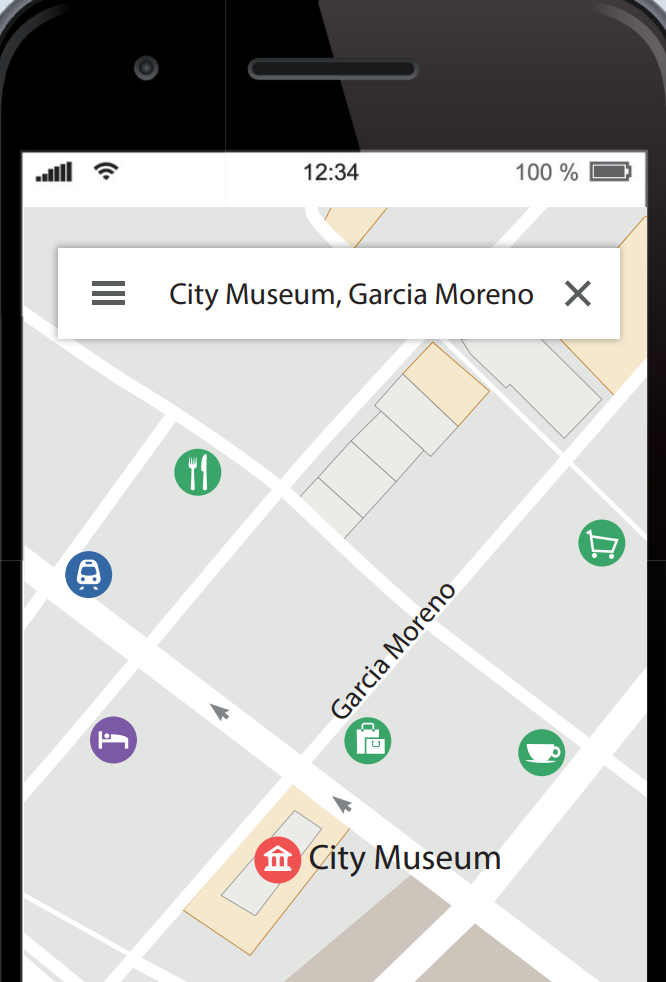 12:34
100 %
City Museum, Garcia Moreno
Garcia Moreno
City Museum